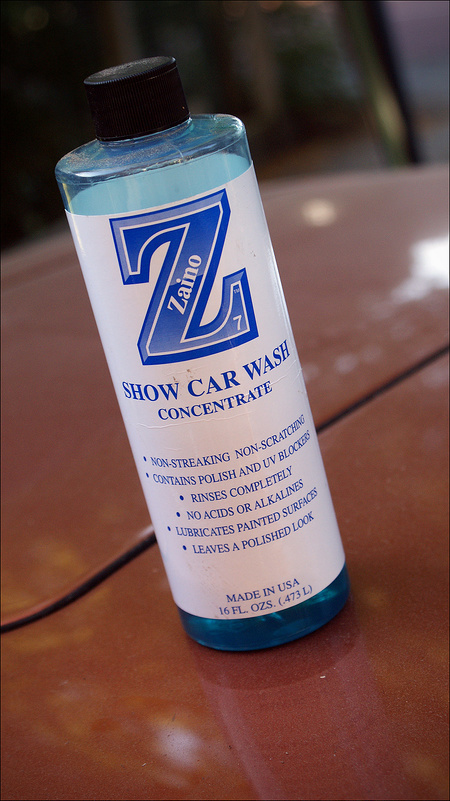 Zaino
™
7
SHOW CAR WASH
CONCENTRATE
• NON-STREAKING NON-SCRATCHING
• CONTAINS POLISH AND UV BLOCKERS
• RINSES COMPLETELY
• NO ACIDS OR ALKALINES
• LUBRICATES PAINTED SURFACES
• LEAVES A POLISHED LOOK
MADE IN USA
16 FL. OZS. (.473 L)